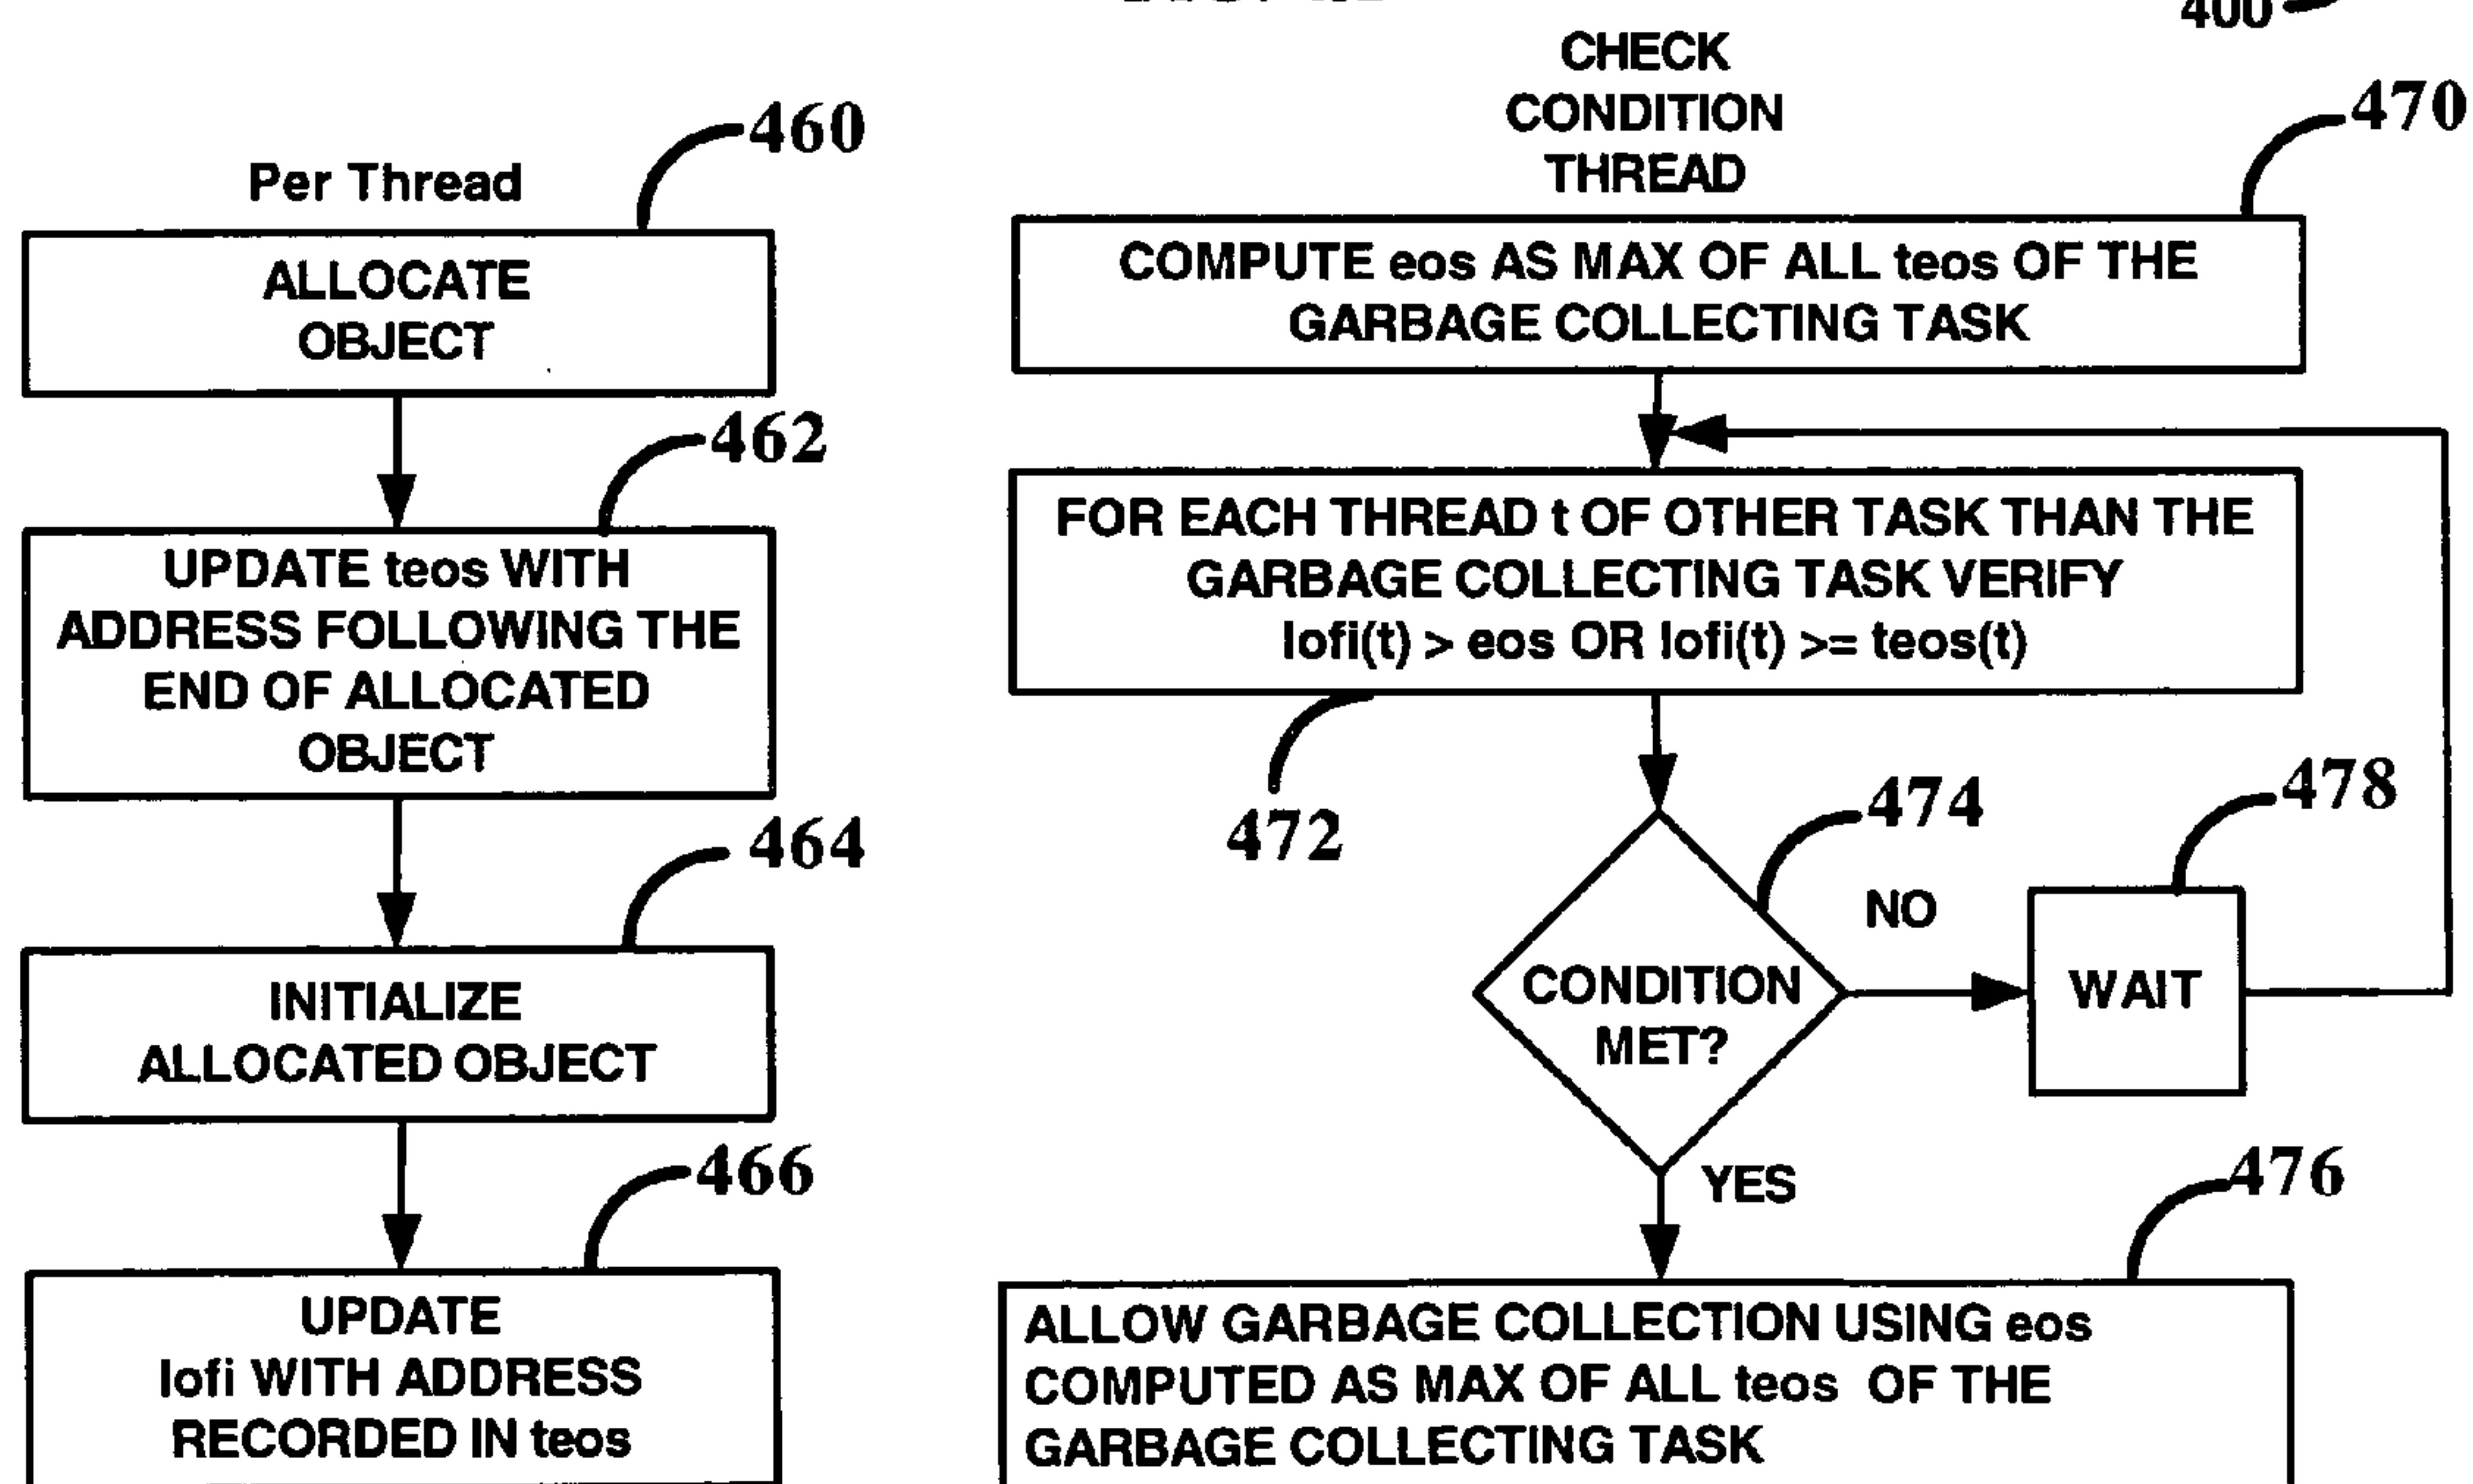 400
CHECK
CONDITION
THREAD
460
470
Per Thread
ALLOCATE
OBJECT
462
UPDATE teos WITH
ADDRESS FOLLOWING THE
END OF ALLOCATED
OBJECT
464
INITIALIZE
ALLOCATED OBJECT
466
UPDATE
lofi WITH ADDRESS
RECORDED IN teos
COMPUTE eos AS MAX OF ALL teos OF THE
GARBAGE COLLECTING TASK
FOR EACH THREAD t OF OTHER TASK THAN THE
GARBAGE COLLECTING TASK VERIFY
lofi(t) > eos OR lofi(t) >= teos(t)
472
474
478
NO
CONDITION
MET?
WAIT
YES
476
ALLOW GARBAGE COLLECTION USING eos
COMPUTED AS MAX OF ALL teos OF THE
GARBAGE COLLECTING TASK